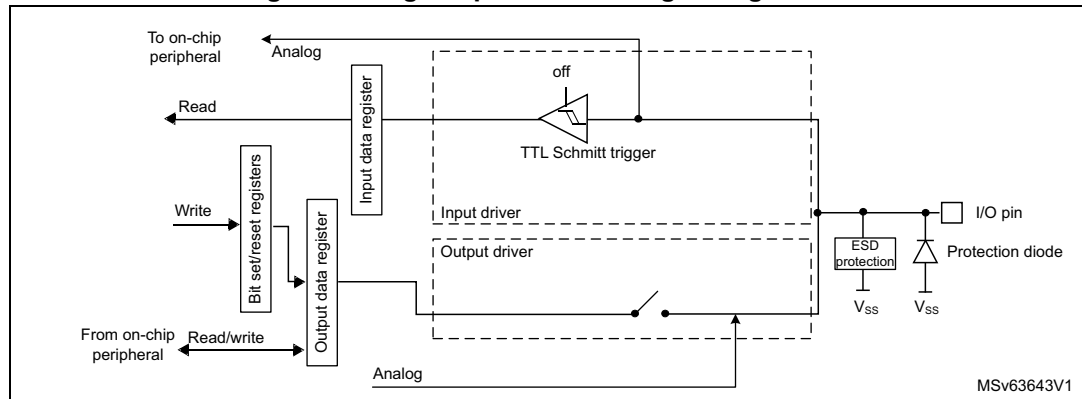 To on-chip
peripheral
Analog
Read
Input data register
off
TTL Schmitt trigger
Input driver
Write
Bit set/reset registers
Output data register
Output driver
I/O pin
ESD
protection
Protection diode
VSS
VSS
From on-chip
peripheral
Read/write
Analog
MSv63643V1